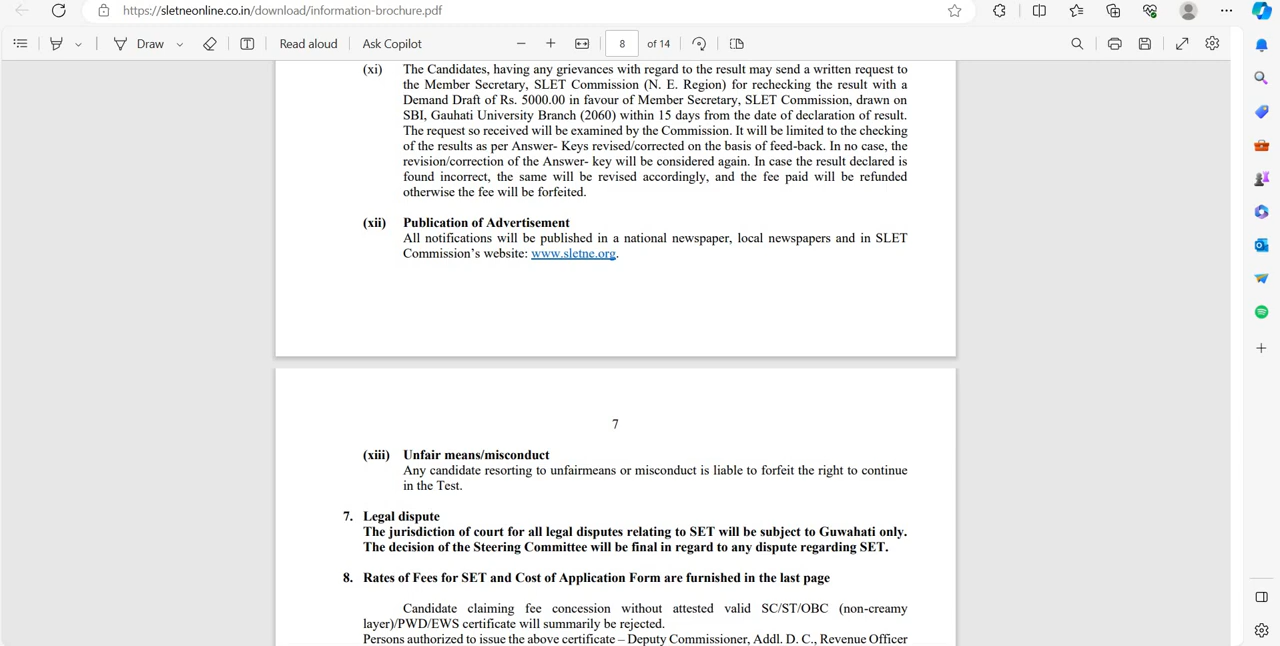 https://sletneonline.co.in/download/information-brochure.pdf
Draw
Read aloud
Ask Copilot
8
of 14
(xi) The Candidates, having any grievances with regard to the result may send a written request to
the Member Secretary, SLET Commission (N. E. Region) for rechecking the result with a
Demand Draft of Rs. 5000.00 in favour of Member Secretary, SLET Commission, drawn on
SBI, Gauhati University Branch (2060) within 15 days from the date of declaration of result.
The request so received will be examined by the Commission. It will be limited to the checking
of the results as per Answer- Keys revised/corrected on the basis of feed-back. In no case, the
revision/correction of the Answer- key will be considered again. In case the result declared is
found incorrect, the same will be revised accordingly, and the fee paid will be refunded
otherwise the fee will be forfeited.
(xii) Publication of Advertisement
All notifications will be published in a national newspaper, local newspapers and in SLET
Commission's website: www.sletne.org.
7
(xiii) Unfair means/misconduct
Any candidate resorting to unfairmeans or misconduct is liable to forfeit the right to continue
in the Test.
7. Legal dispute
The jurisdiction of court for all legal disputes relating to SET will be subject to Guwahati only.
The decision of the Steering Committee will be final in regard to any dispute regarding SET.
8. Rates of Fees for SET and Cost of Application Form are furnished in the last page
Candidate claiming fee concession without attested valid SC/ST/OBC (non-creamy
layer)/PWD/EWS certificate will summarily be rejected.
Persons authorized to issue the above certificate – Deputy Commissioner, Addl. D. C., Revenue Officer